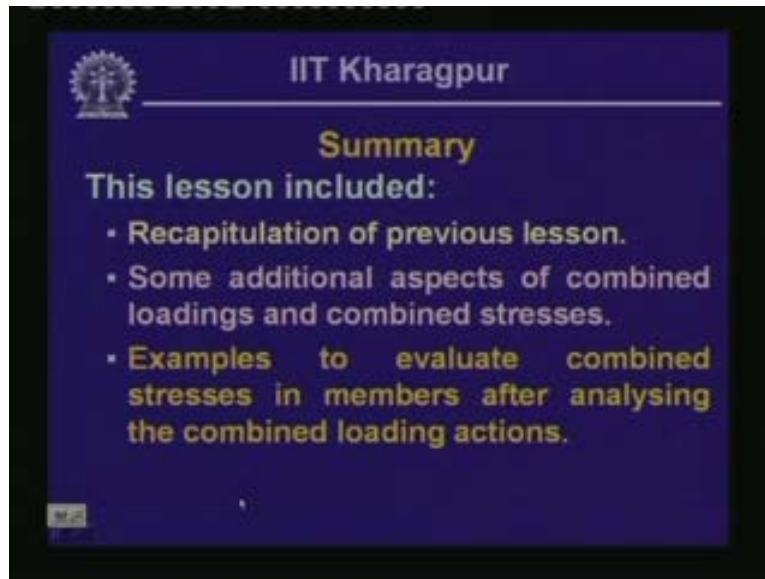 IIT Kharagpur
Summary
This lesson included:
▪ Recapitulation of previous lesson.
▪ Some additional aspects of combined
loadings and combined stresses.
▪ Examples to evaluate combined
stresses in members after analysing
the combined loading actions.